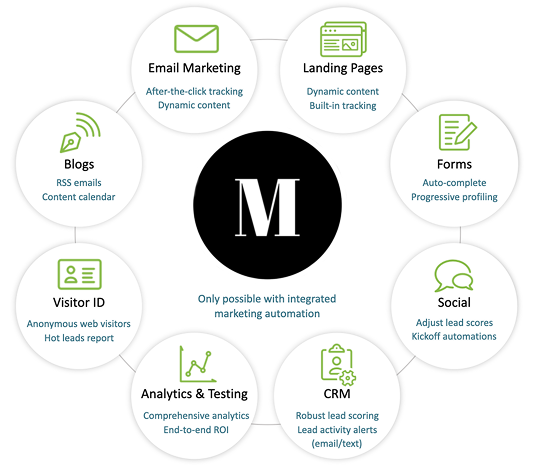 Email Marketing
After-the-click tracking
Dynamic content
Landing Pages
Dynamic content
Built-in tracking
Blogs
RSS emails
Content calendar
Forms
Auto-complete
Progressive profiling
M
Only possible with integrated
marketing automation
Visitor ID
Anonymous web visitors
Hot leads report
Social
Adjust lead scores
Kickoff automations
Analytics & Testing
Comprehensive analytics
End-to-end ROI
CRM
Robust lead scoring
Lead activity alerts
(email/text)